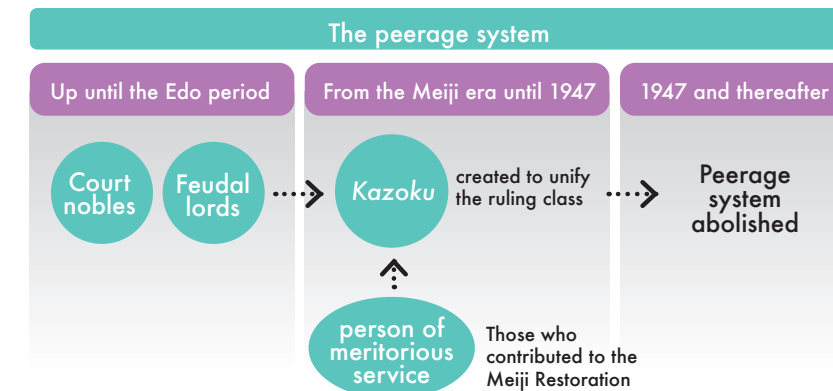 The peerage system
Up until the Edo period
From the Meiji era until 1947
1947 and thereafter
Court
nobles
Feudal
lords
Kazoku
created to unify
the ruling class
Peerage
system
abolished
person of
meritorious
service
Those who
contributed to the
Meiji Restoration